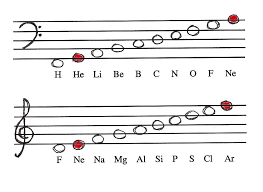 H He Li Be B C N O F Ne
F Ne Na Mg Al Si P S Cl Ar